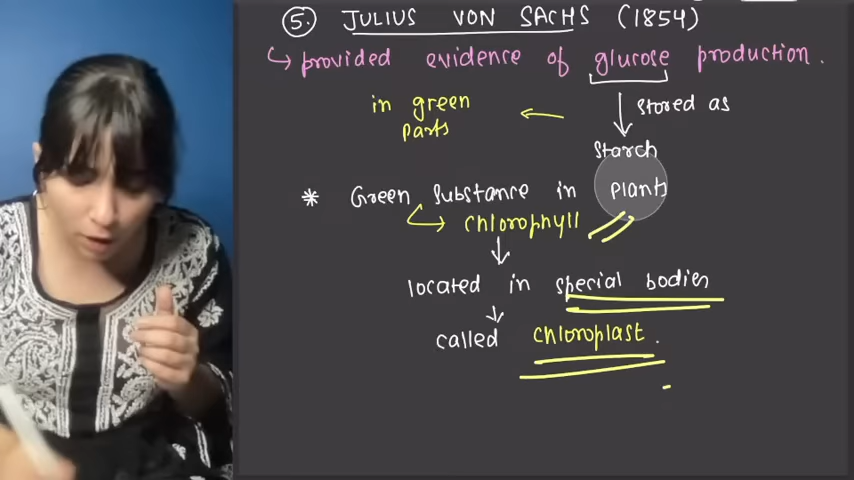 5. JULIUS VON SACHS (1854)
↳ provided evidence of glucose production.
in green ← ↓ stored as
parts
starch
* Green substance in plants
↳ chlorophyll
↓
located in special bodies
↓
called chloroplast.